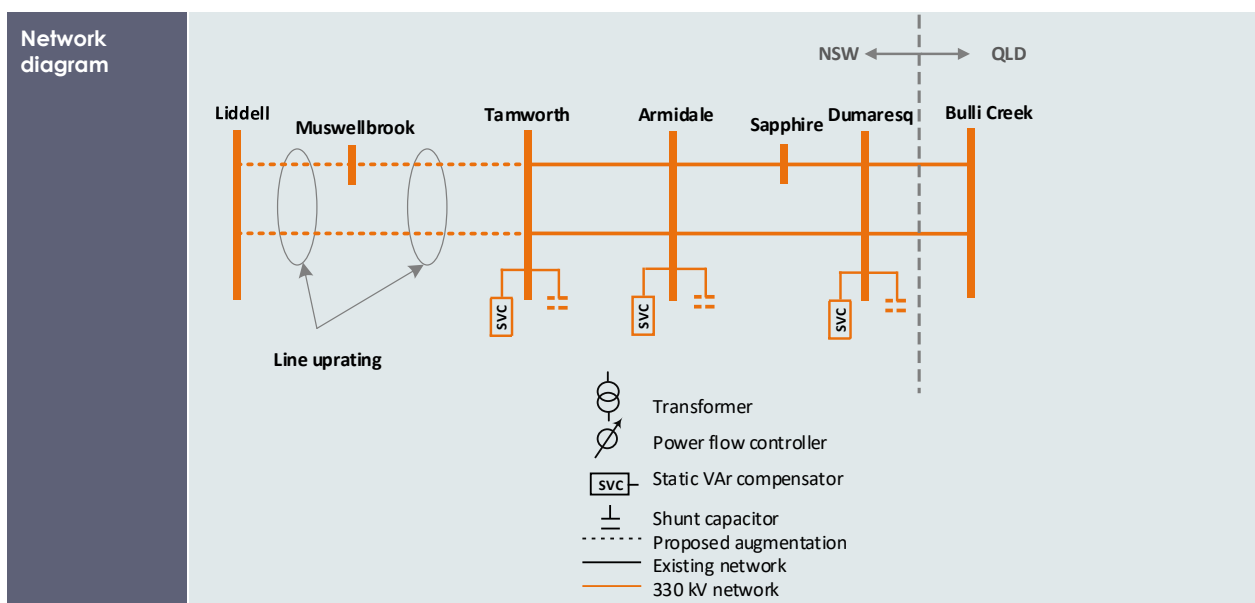 Network
diagram
NSW
QLD
Liddell
Muswellbrook
Tamworth
Armidale
Sapphire
Dumaresq
Bulli Creek
SVC
SVC
SVC
Line uprating
Transformer
Power flow controller
SVC
Static VAr compensator
Shunt capacitor
Proposed augmentation
Existing network
330 kV network